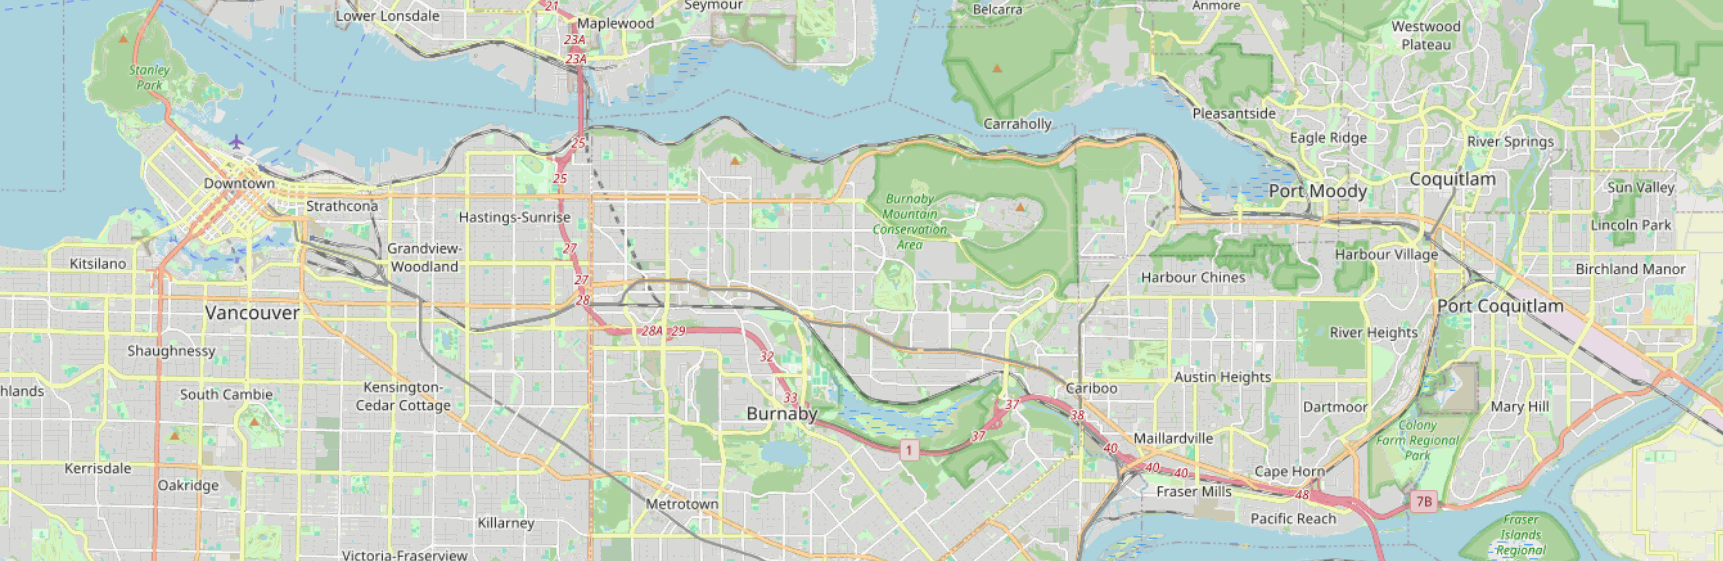 21
Seymour
Belcarra
Anmore
Lower Lonsdale
Maplewood
Westwood
Plateau
23A
23A
Stanley
Park
Pleasantside
Carraholly
Eagle Ridge
River Springs
25
25
Downtown
Port Moody
Coquitlam
Sun Valley
Strathcona
Hastings-Sunrise
Burnaby
Mountain
Conservation
Area
Lincoln Park
Grandview-
Woodland
27
Harbour Village
Kitsilano
Harbour Chines
Birchland Manor
27
28
Vancouver
Port Coquitlam
28A
29
River Heights
Shaughnessy
32
hlands
South Cambie
Kensington-
Cedar Cottage
33
Cariboo
Austin Heights
Burnaby
37
38
Dartmoor
Mary Hill
37
1
40
Maillardville
Colony
Farm Regional
Park
Kerrisdale
40
40
Cape Horn
Oakridge
Fraser Mills
48
7B
Metrotown
Killarney
Pacific Reach
Fraser
Islands
Regional
Victoria-Fraserview